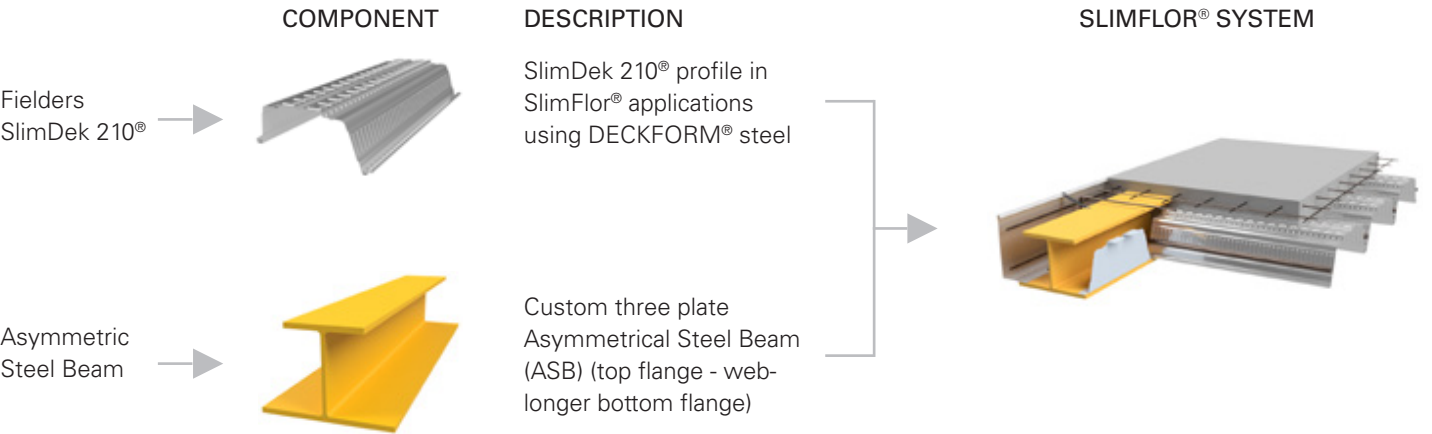 COMPONENT
DESCRIPTION
SLIMFLOR® SYSTEM
Fielders
SlimDek 210®
SlimDek 210® profile in
SlimFlor® applications
using DECKFORM® steel
Asymmetric
Steel Beam
Custom three plate
Asymmetrical Steel Beam
(ASB) (top flange - web-
longer bottom flange)